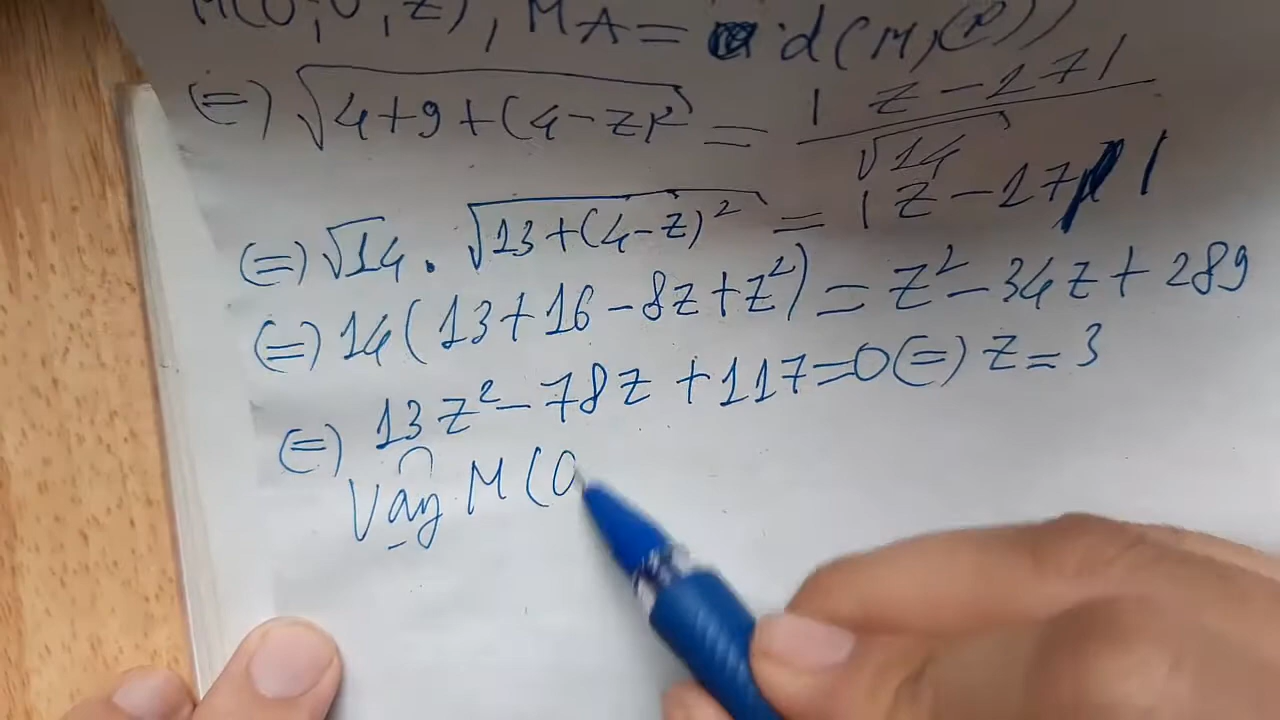 M(0;0;z), MA = d(M,(P))
(=) √4+9+(4-z)² = |z-17|/√14
(=) √14 . √13+(4-z)² = |z-17|
(=) 14(13+16-8z+z²) = z²-34z+289
(=) 13z²-78z+117=0 (=) z=3
Vậy M(0